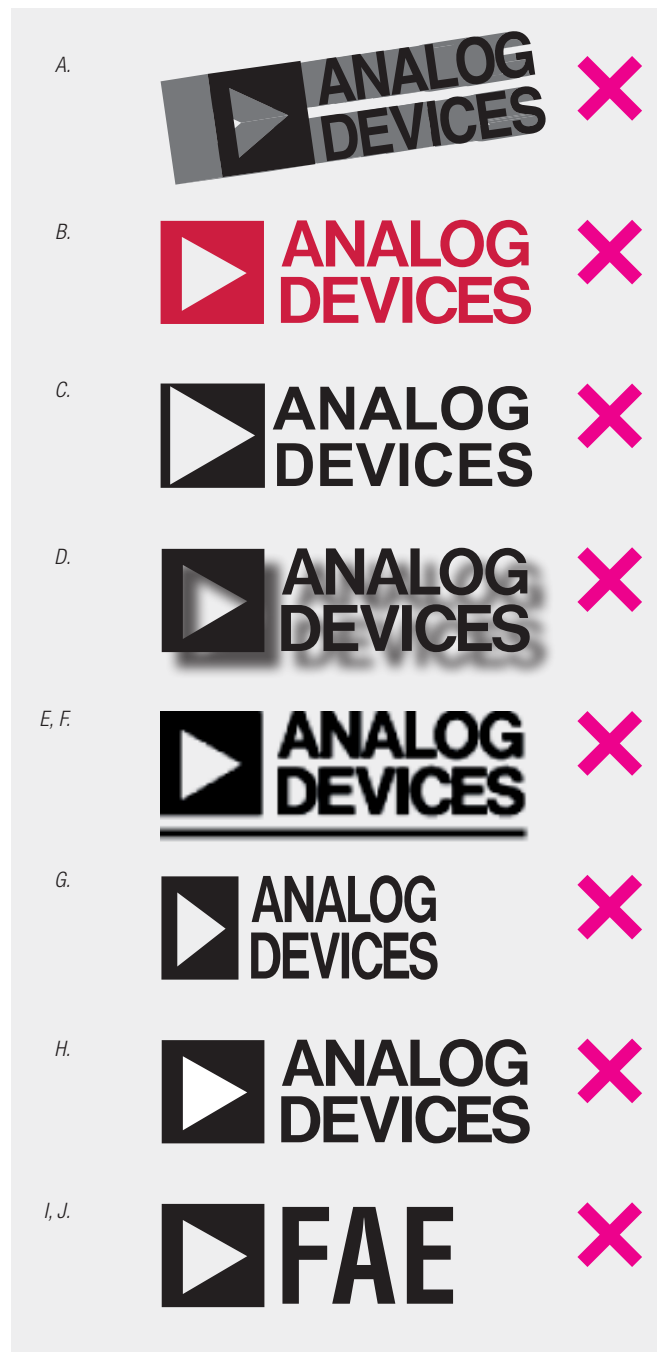 A.
ANALOG
DEVICES
B.
ANALOG
DEVICES
C.
ANALOG
DEVICES
D.
ANALOG
DEVICES
E, F.
ANALOG
DEVICES
G.
ANALOG
DEVICES
H.
ANALOG
DEVICES
I, J.
FAE